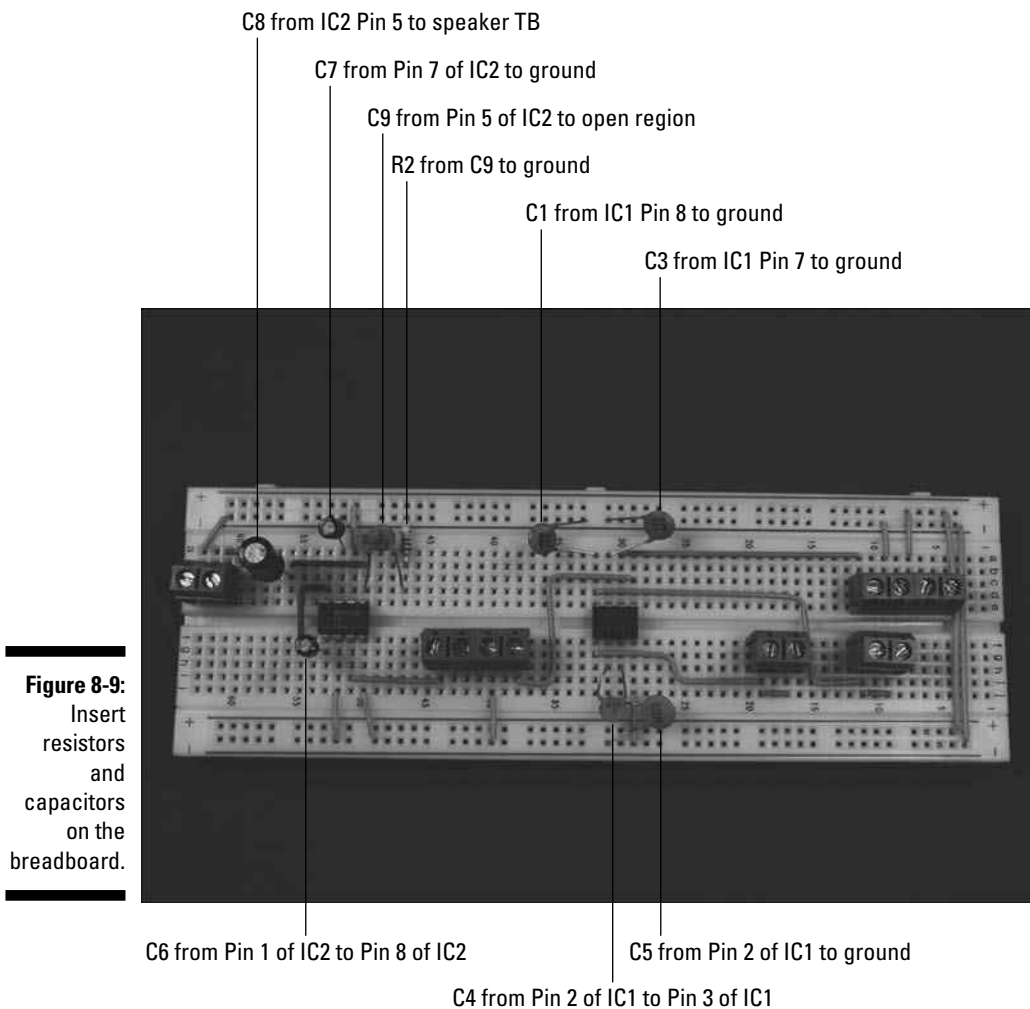 C8 from IC2 Pin 5 to speaker TB
C7 from Pin 7 of IC2 to ground
C9 from Pin 5 of IC2 to open region
R2 from C9 to ground
C1 from IC1 Pin 8 to ground
C3 from IC1 Pin 7 to ground
Figure 8-9:
Insert
resistors
and
capacitors
on the
breadboard.
C6 from Pin 1 of IC2 to Pin 8 of IC2
C5 from Pin 2 of IC1 to ground
C4 from Pin 2 of IC1 to Pin 3 of IC1